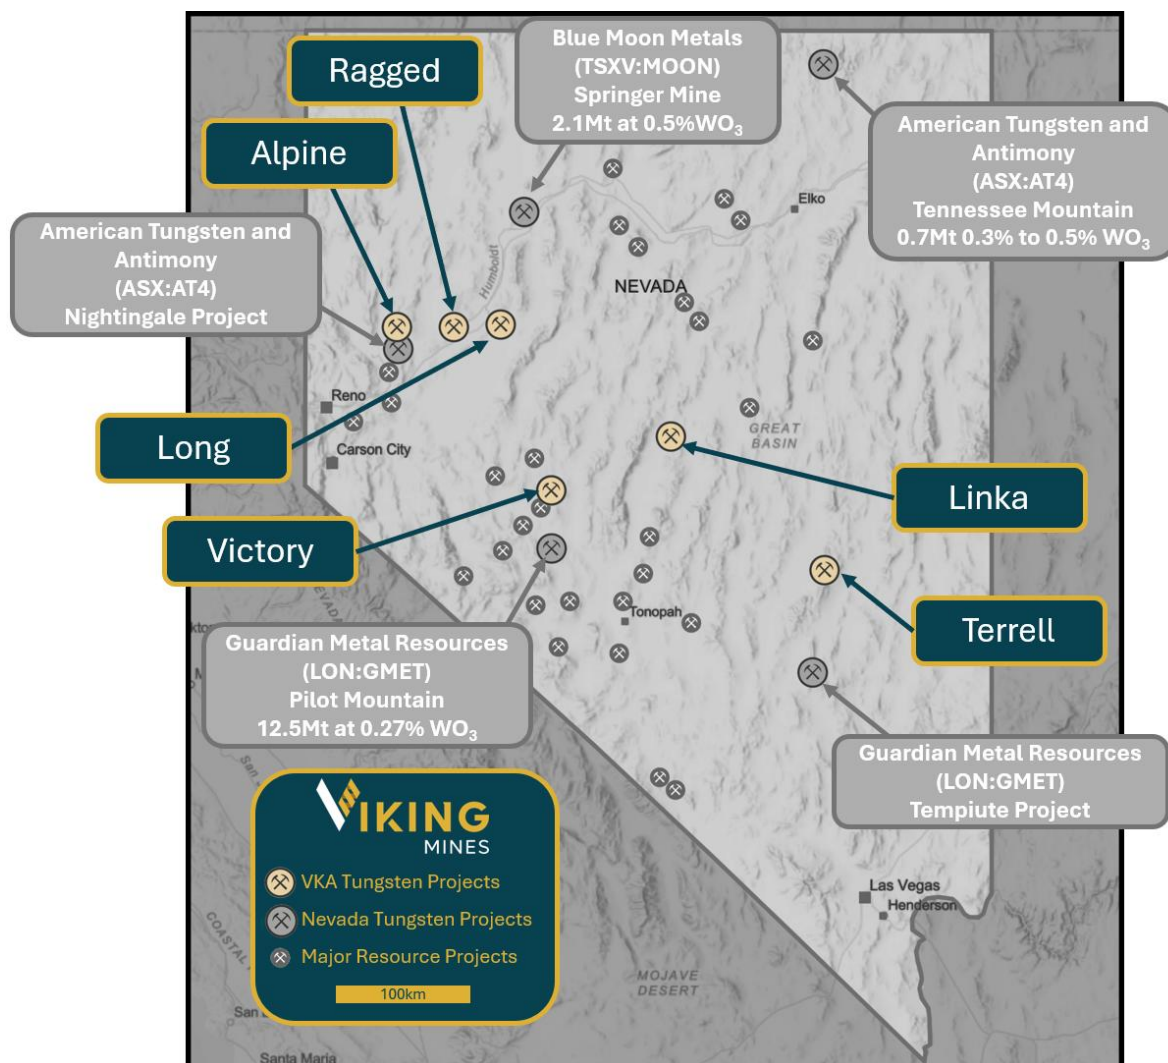 Ragged
Alpine
Blue Moon Metals
(TSXV:MOON)
Springer Mine
2.1Mt at 0.5%WO₃
American Tungsten and
Antimony
(ASX:AT4)
Tennessee Mountain
0.7Mt 0.3% to 0.5% WO₃
American Tungsten and
Antimony
(ASX:AT4)
Nightingale Project
Elko
Humboldt
NEVADA
Reno
Carson City
GREAT
BASIN
Long
Victory
Linka
Terrell
NEVADA
Tonopah
Guardian Metal Resources
(LON:GMET)
Pilot Mountain
12.5Mt at 0.27% WO₃
Guardian Metal Resources
(LON:GMET)
Tempiute Project
VIKING
MINES
VKA Tungsten Projects
Nevada Tungsten Projects
Major Resource Projects
100km
Las Vegas
Henderson
MOJAVE
DESERT
COASTAL
San
Santa Maria